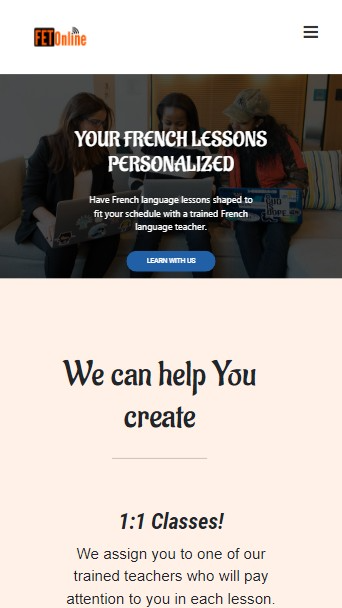 FETOnline
YOUR FRENCH LESSONS
PERSONALIZED
Have French language lessons shaped to
fit your schedule with a trained French
language teacher.
LEARN WITH US
We can help You
create
1:1 Classes!
We assign you to one of our
trained teachers who will pay
attention to you in each lesson.